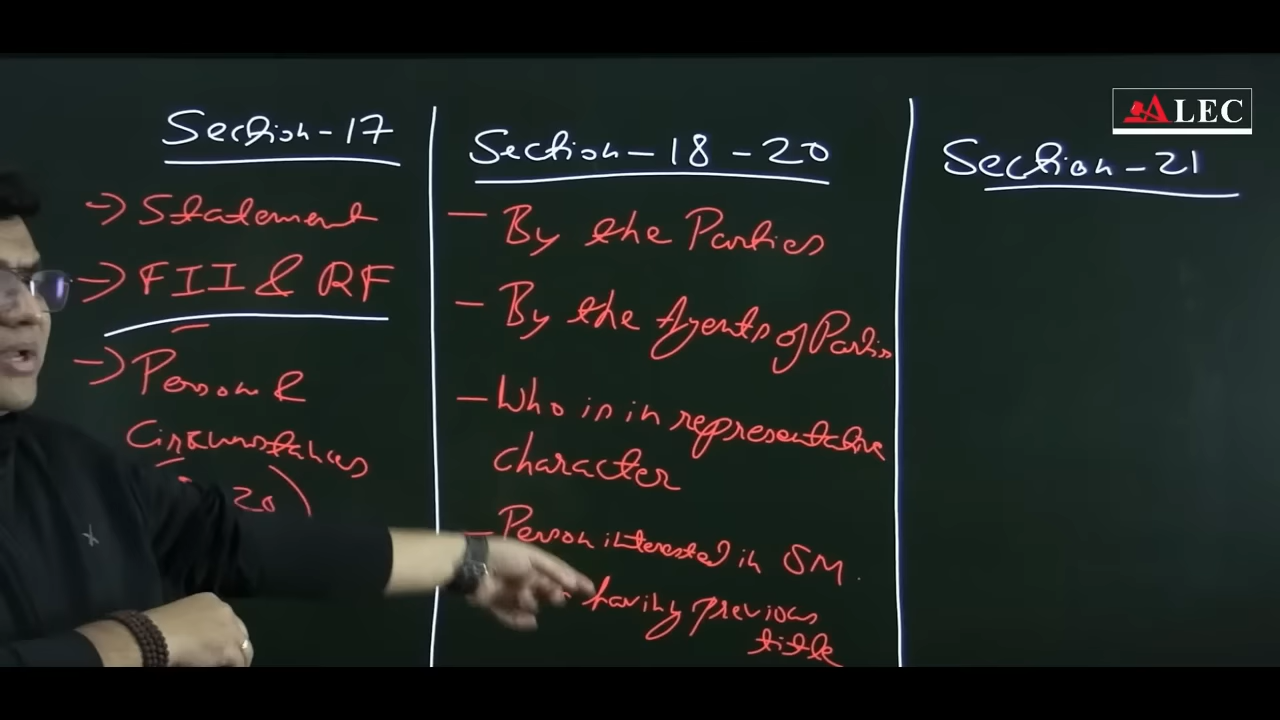 ALEC
Section-17
→ Statement
→ FII & RF
→ Person &
Circumstances
20
Section-18-20
- By the Parties
- By the Agents of Parties
- Who is in representative
character
- Person interested in SM.
having previous
title
Section-21